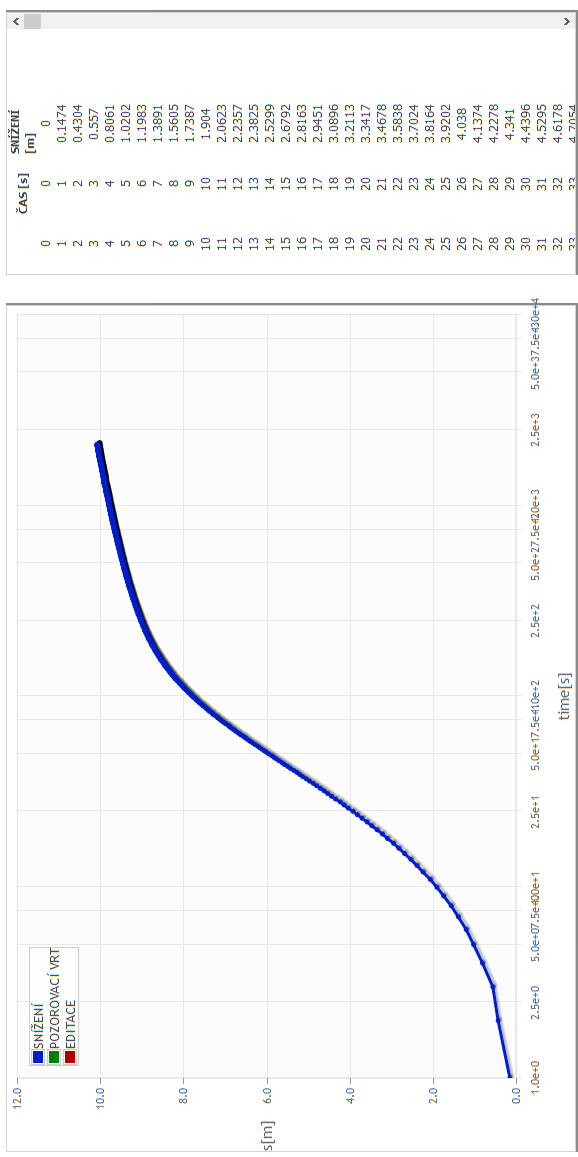 s[m]
12.0
10.0
8.0
6.0
4.0
2.0
0.0
SNÍŽENÍ
POZOROVACÍ VRT
EDITACE
1.0e+0 2.5e+0 5.0e+0 7.5e+0 1.0e+1 2.5e+1 5.0e+1 7.5e+1 1.0e+2 2.5e+2 5.0e+2 7.5e+2 1.0e+3 2.5e+3 5.0e+3 7.5e+3 1.0e+4
time[s]
ČAS [s] SNÍŽENÍ
[m]
0 0 0
1 1 0.1474
2 2 0.4304
3 3 0.557
4 4 0.8061
5 5 1.0202
6 6 1.1983
7 7 1.3891
8 8 1.5605
9 9 1.7387
10 10 1.904
11 11 2.0623
12 12 2.2357
13 13 2.3825
14 14 2.5299
15 15 2.6792
16 16 2.8163
17 17 2.9451
18 18 3.0896
19 19 3.2113
20 20 3.3417
21 21 3.4678
22 22 3.5838
23 23 3.7024
24 24 3.8164
25 25 3.9202
26 26 4.038
27 27 4.1374
28 28 4.2278
29 29 4.341
30 30 4.4396
31 31 4.5295
32 32 4.6178
33 33 4.7054